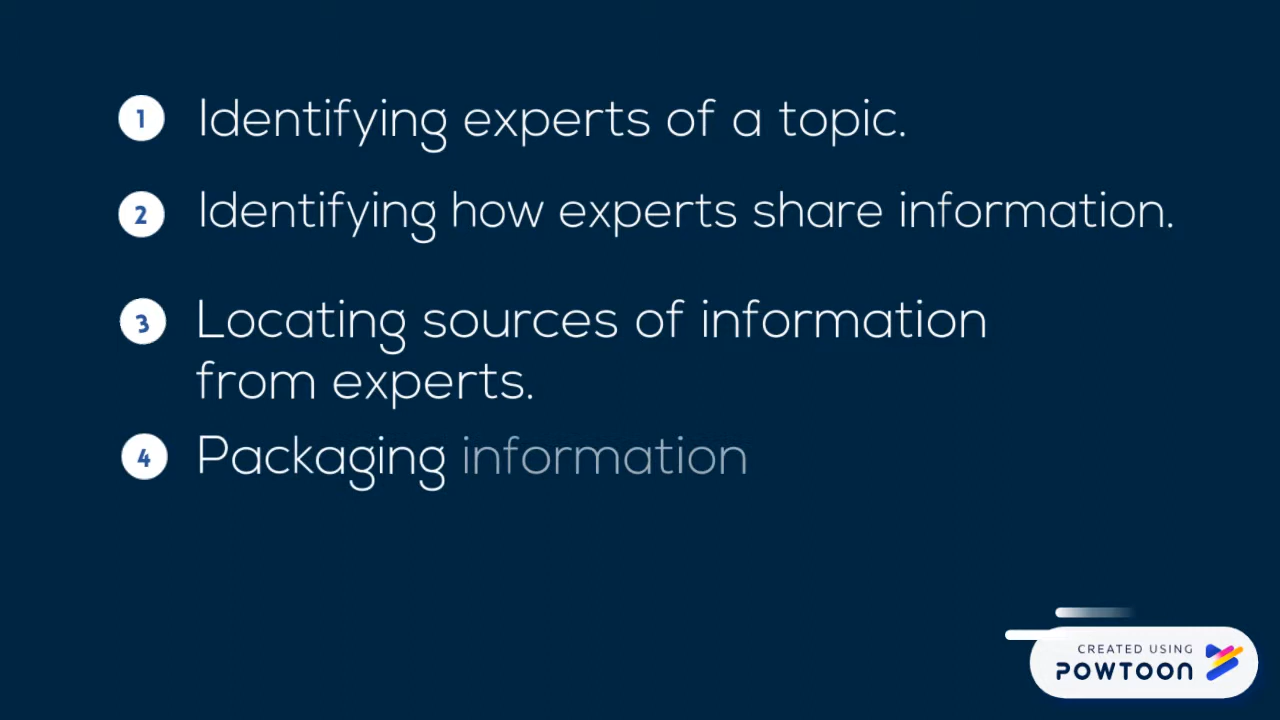 1 Identifying experts of a topic.
2 Identifying how experts share information.
3 Locating sources of information
from experts.
4 Packaging information
CREATED USING
POWTOON